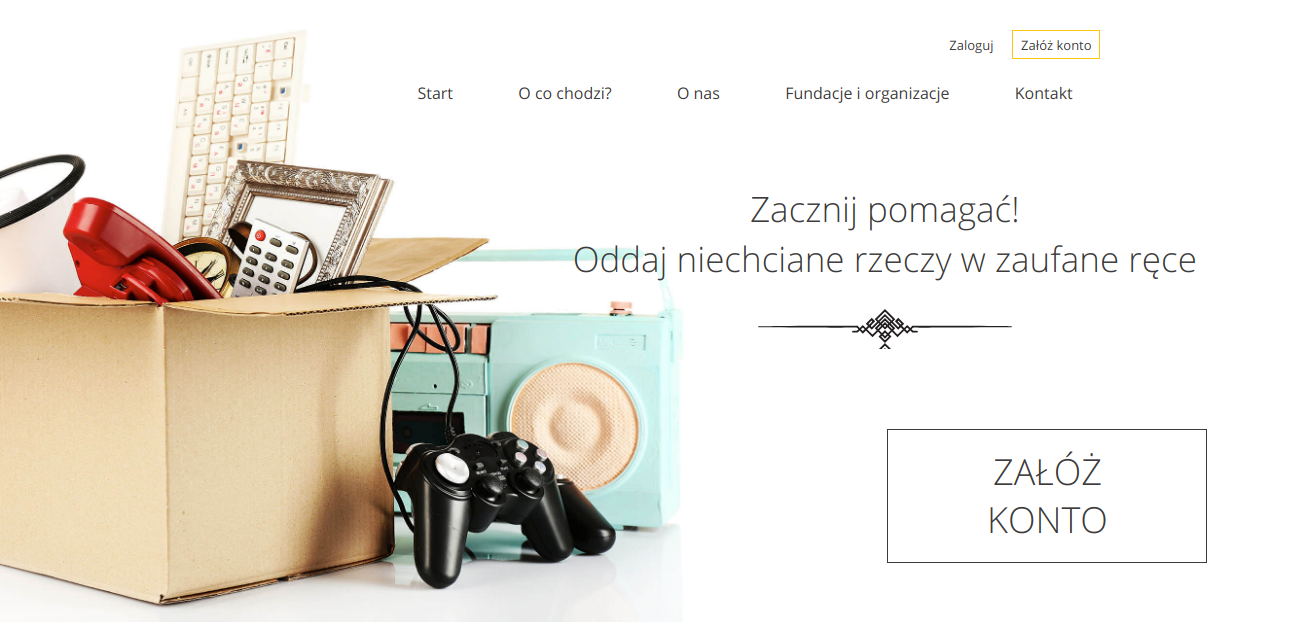 Zaloguj Załóż konto
Start O co chodzi? O nas Fundacje i organizacje Kontakt
Zacznij pomagać!
Oddaj niechciane rzeczy w zaufane ręce
ZAŁÓŻ
KONTO